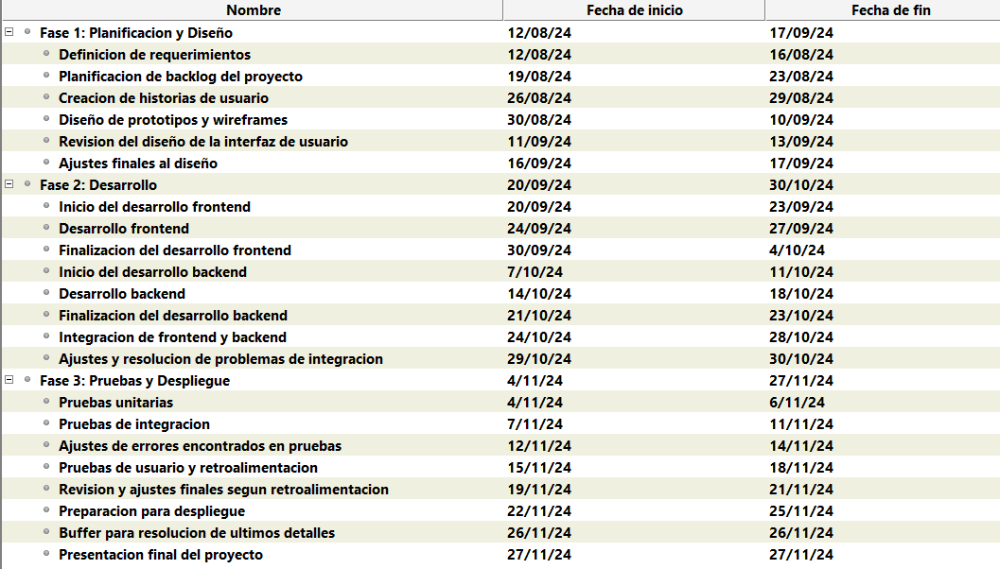 Nombre Fecha de inicio Fecha de fin
Fase 1: Planificacion y Diseño 12/08/24 17/09/24
Definicion de requerimientos 12/08/24 16/08/24
Planificacion de backlog del proyecto 19/08/24 23/08/24
Creacion de historias de usuario 26/08/24 29/08/24
Diseño de prototipos y wireframes 30/08/24 10/09/24
Revision del diseño de la interfaz de usuario 11/09/24 13/09/24
Ajustes finales al diseño 16/09/24 17/09/24
Fase 2: Desarrollo 20/09/24 30/10/24
Inicio del desarrollo frontend 20/09/24 23/09/24
Desarrollo frontend 24/09/24 27/09/24
Finalizacion del desarrollo frontend 30/09/24 4/10/24
Inicio del desarrollo backend 7/10/24 11/10/24
Desarrollo backend 14/10/24 18/10/24
Finalizacion del desarrollo backend 21/10/24 23/10/24
Integracion de frontend y backend 24/10/24 28/10/24
Ajustes y resolucion de problemas de integracion 29/10/24 30/10/24
Fase 3: Pruebas y Despliegue 4/11/24 27/11/24
Pruebas unitarias 4/11/24 6/11/24
Pruebas de integracion 7/11/24 11/11/24
Ajustes de errores encontrados en pruebas 12/11/24 14/11/24
Pruebas de usuario y retroalimentacion 15/11/24 18/11/24
Revision y ajustes finales segun retroalimentacion 19/11/24 21/11/24
Preparacion para despliegue 22/11/24 25/11/24
Buffer para resolucion de ultimos detalles 26/11/24 26/11/24
Presentacion final del proyecto 27/11/24 27/11/24